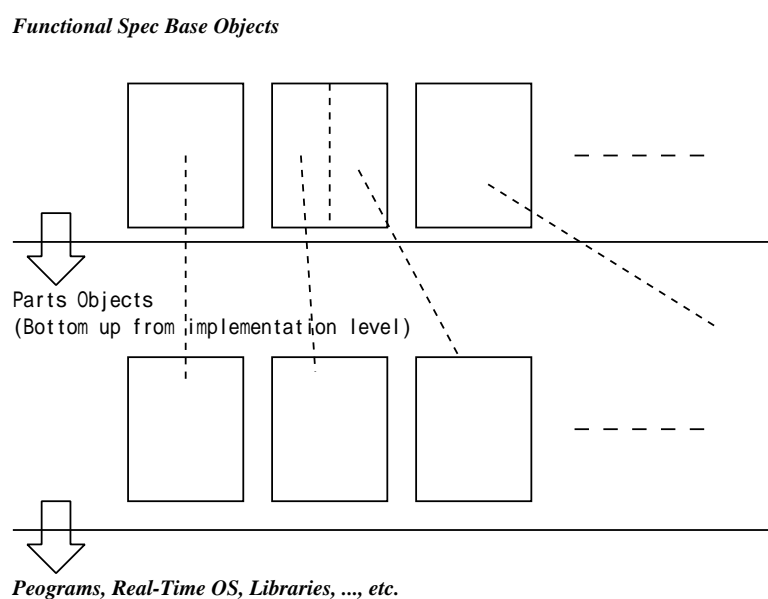 Functional Spec Base Objects
Parts Objects
(Bottom up from implementation level)
Peograms, Real-Time OS, Libraries, ..., etc.